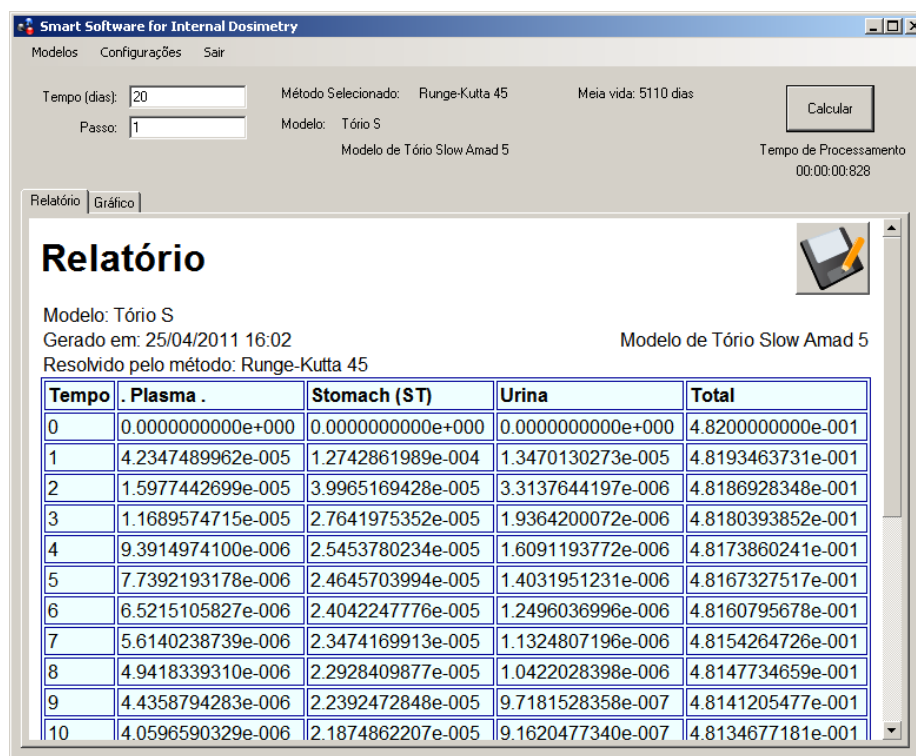 Smart Software for Internal Dosimetry
Modelos Configurações Sair
Tempo (dias): 20 Método Selecionado: Runge-Kutta 45 Meia vida: 5110 dias Calcular
Passo: 1 Modelo: Tório S
Modelo de Tório Slow Amad 5 Tempo de Processamento
00:00:00:828
Relatório Gráfico
Relatório
Modelo: Tório S
Gerado em: 25/04/2011 16:02 Modelo de Tório Slow Amad 5
Resolvido pelo método: Runge-Kutta 45
Tempo . Plasma . Stomach (ST) Urina Total
0 0.0000000000e+000 0.0000000000e+000 0.0000000000e+000 4.8200000000e-001
1 4.2347489962e-005 1.2742861989e-004 1.3470130273e-005 4.8193463731e-001
2 1.5977442699e-005 3.9965169428e-005 3.3137644197e-006 4.8186928348e-001
3 1.1689574715e-005 2.7641975352e-005 1.9364200072e-006 4.8180393852e-001
4 9.3914974100e-006 2.5453780234e-005 1.6091193772e-006 4.8173860241e-001
5 7.7392193178e-006 2.4645703994e-005 1.4031951231e-006 4.8167327517e-001
6 6.5215105827e-006 2.4042247776e-005 1.2496036996e-006 4.8160795678e-001
7 5.6140238739e-006 2.3474169913e-005 1.1324807196e-006 4.8154264726e-001
8 4.9418339310e-006 2.2928409877e-005 1.0422028398e-006 4.8147734659e-001
9 4.4358794283e-006 2.2392472848e-005 9.7181528358e-007 4.8141205477e-001
10 4.0596590329e-006 2.1874862207e-005 9.1620477340e-007 4.8134677181e-001